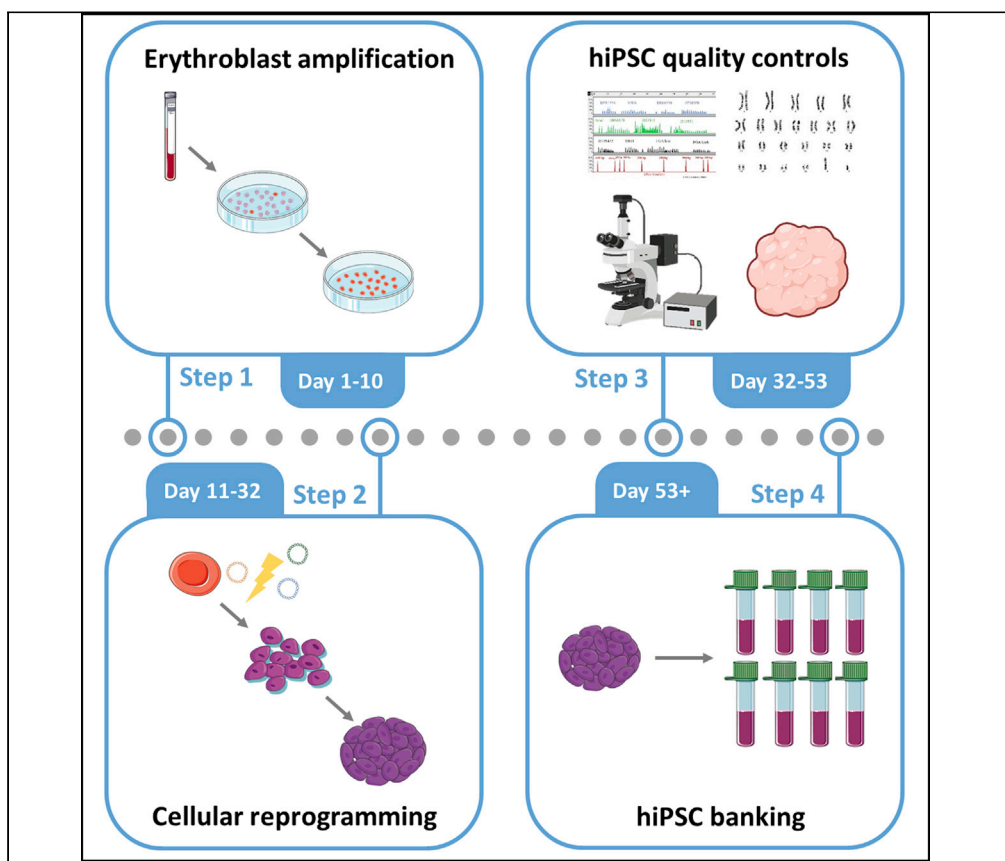 Erythroblast amplification
hiPSC quality controls
Step 1
Day 1-10
Step 3
Day 32-53
Day 11-32
Step 2
Day 53+
Step 4
Cellular reprogramming
hiPSC banking